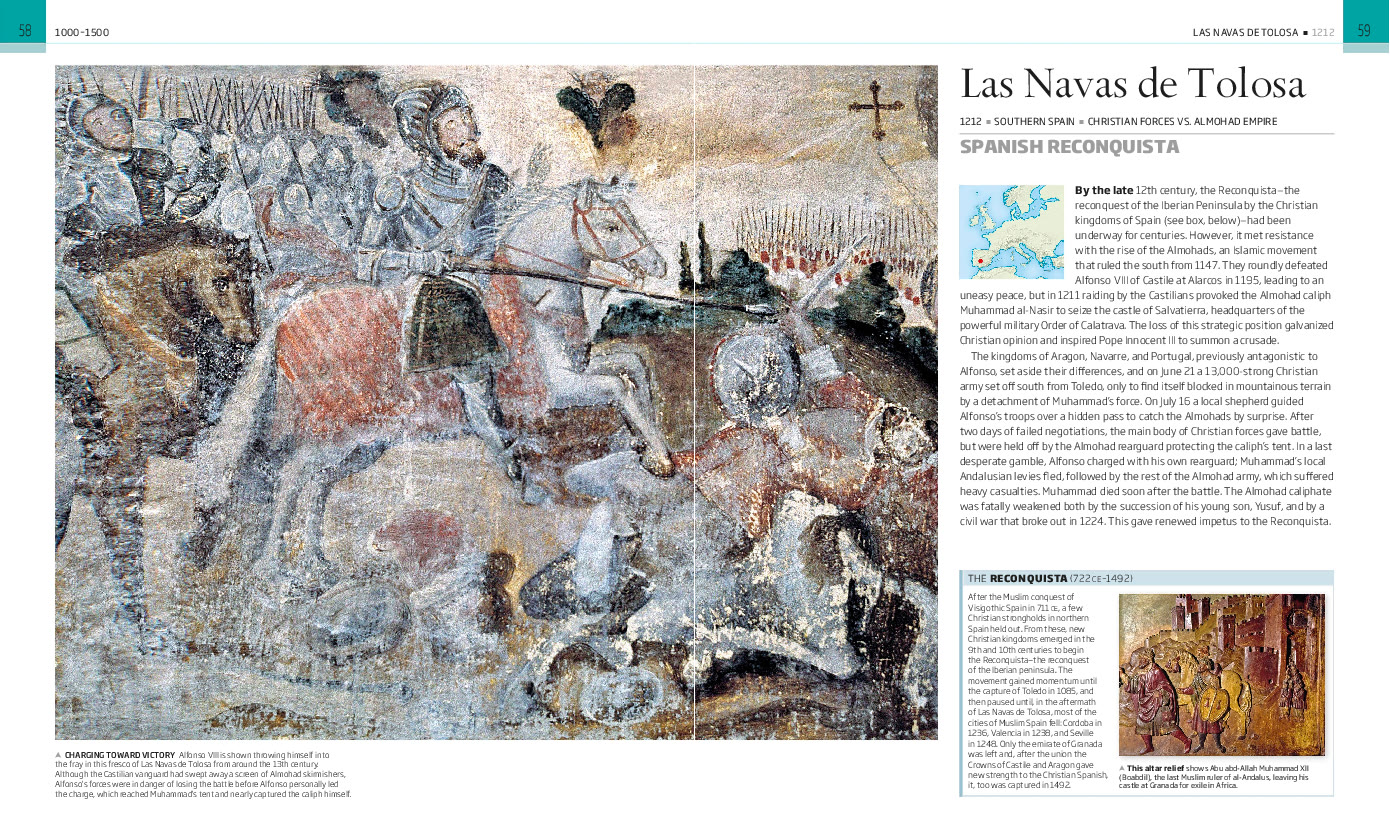 58
1000–1500
LAS NAVAS DE TOLOSA ■ 1212
59
Las Navas de Tolosa
1212 ■ SOUTHERN SPAIN ■ CHRISTIAN FORCES VS. ALMOHAD EMPIRE
SPANISH RECONQUISTA
By the late 12th century, the Reconquista—the
reconquest of the Iberian Peninsula by the Christian
kingdoms of Spain (see box, below)—had been
underway for centuries. However, it met resistance
with the rise of the Almohads, an Islamic movement
that ruled the south from 1147. They roundly defeated
Alfonso VIII of Castile at Alarcos in 1195, leading to an
uneasy peace, but in 1211 raiding by the Castilians provoked the Almohad caliph
Muhammad al-Nasir to seize the castle of Salvatierra, headquarters of the
powerful military Order of Calatrava. The loss of this strategic position galvanized
Christian opinion and inspired Pope Innocent III to summon a crusade.
The kingdoms of Aragon, Navarre, and Portugal, previously antagonistic to
Alfonso, set aside their differences, and on June 21 a 13,000-strong Christian
army set off south from Toledo, only to find itself blocked in mountainous terrain
by a detachment of Muhammad's force. On July 16 a local shepherd guided
Alfonso's troops over a hidden pass to catch the Almohads by surprise. After
two days of failed negotiations, the main body of Christian forces gave battle,
but were held off by the Almohad rearguard protecting the caliph's tent. In a last
desperate gamble, Alfonso charged with his own rearguard; Muhammad's local
Andalusian levies fled, followed by the rest of the Almohad army, which suffered
heavy casualties. Muhammad died soon after the battle. The Almohad caliphate
was fatally weakened both by the succession of his young son, Yusuf, and by a
civil war that broke out in 1224. This gave renewed impetus to the Reconquista.
THE RECONQUISTA (722 CE–1492)
After the Muslim conquest of
Visigothic Spain in 711 CE, a few
Christian strongholds in northern
Spain held out. From these, new
Christian kingdoms emerged in the
9th and 10th centuries to begin
the Reconquista—the reconquest
of the Iberian peninsula. The
movement gained momentum until
the capture of Toledo in 1085, and
then paused until, in the aftermath
of Las Navas de Tolosa, most of the
cities of Muslim Spain fell: Cordoba in
1236, Valencia in 1238, and Seville
in 1248. Only the emirate of Granada
was left and, after the union the
Crowns of Castile and Aragon gave
new strength to the Christian Spanish,
it, too was captured in 1492.
▲ This altar relief shows Abu abd-Allah Muhammad XII
(Boabdil), the last Muslim ruler of al-Andalus, leaving his
castle at Granada for exile in Africa.
▲ CHARGING TOWARD VICTORY Alfonso VIII is shown throwing himself into
the fray in this fresco of Las Navas de Tolosa from around the 13th century.
Although the Castilian vanguard had swept away a screen of Almohad skirmishers,
Alfonso's forces were in danger of losing the battle before Alfonso personally led
the charge, which reached Muhammad's tent and nearly captured the caliph himself.